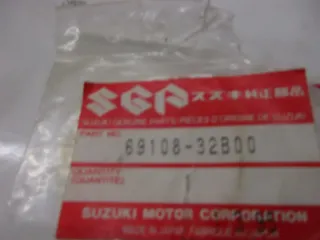 SGP スズキ純正部品
SUZUKI GENUINE PARTS/PIECES D'ORIGINE DE SUZUKI
PART NO.
69108-32B00
QUANTITY
(QUANTITE)
SUZUKI MOTOR CORPORATION
MADE IN JAPAN